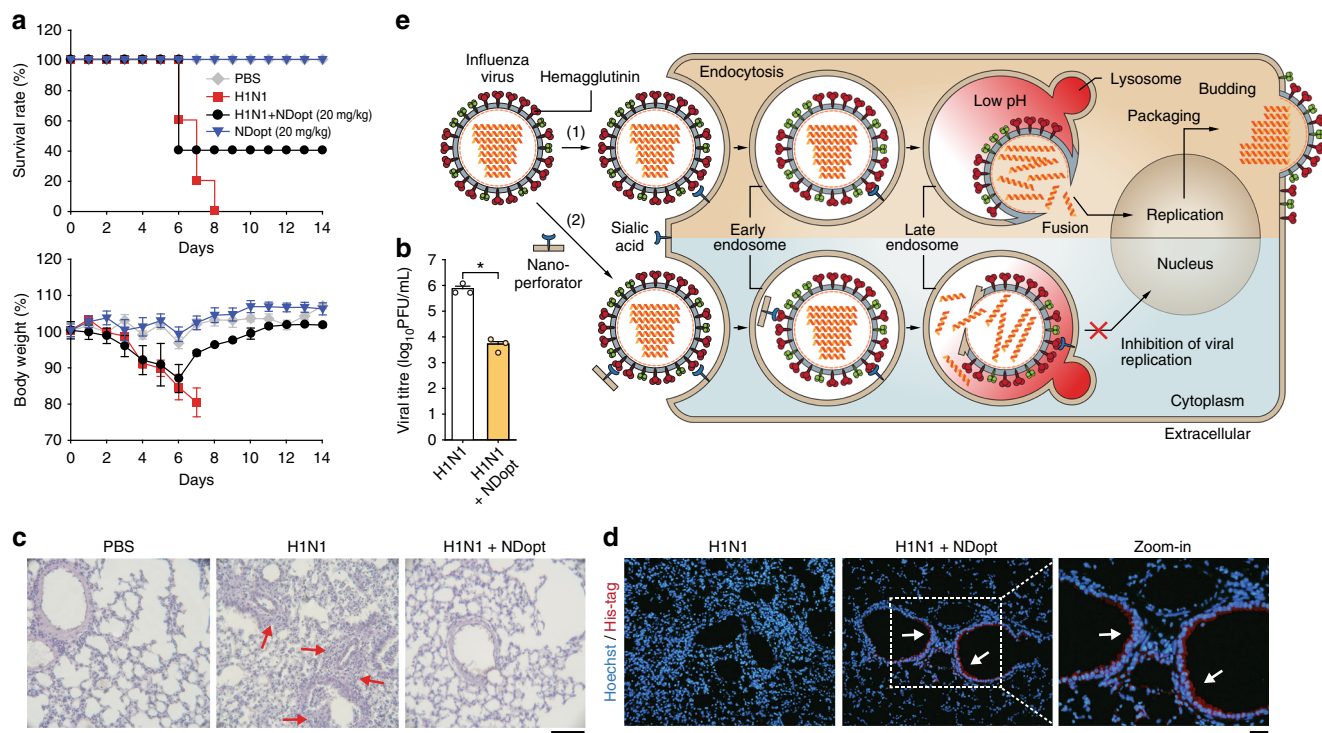 a
120
100
80
60
40
20
0
Survival rate (%)
PBS
H1N1
H1N1+NDopt (20 mg/kg)
NDopt (20 mg/kg)
0 2 4 6 8 10 12 14
Days
110
100
90
80
70
Body weight (%)
0 2 4 6 8 10 12 14
Days
b
7
6
5
4
3
2
1
0
Viral titre (log10PFU/mL)
*
H1N1
H1N1
+ NDopt
e
Influenza
virus
Hemagglutinin
(1)
(2)
Nano-
perforator
Sialic
acid
Endocytosis
Early
endosome
Late
endosome
Low pH
Lysosome
Fusion
Budding
Packaging
Replication
Nucleus
Inhibition of viral
replication
Cytoplasm
Extracellular
c
PBS
H1N1
H1N1 + NDopt
d
H1N1
H1N1 + NDopt
Zoom-in
Hoechst / His-tag